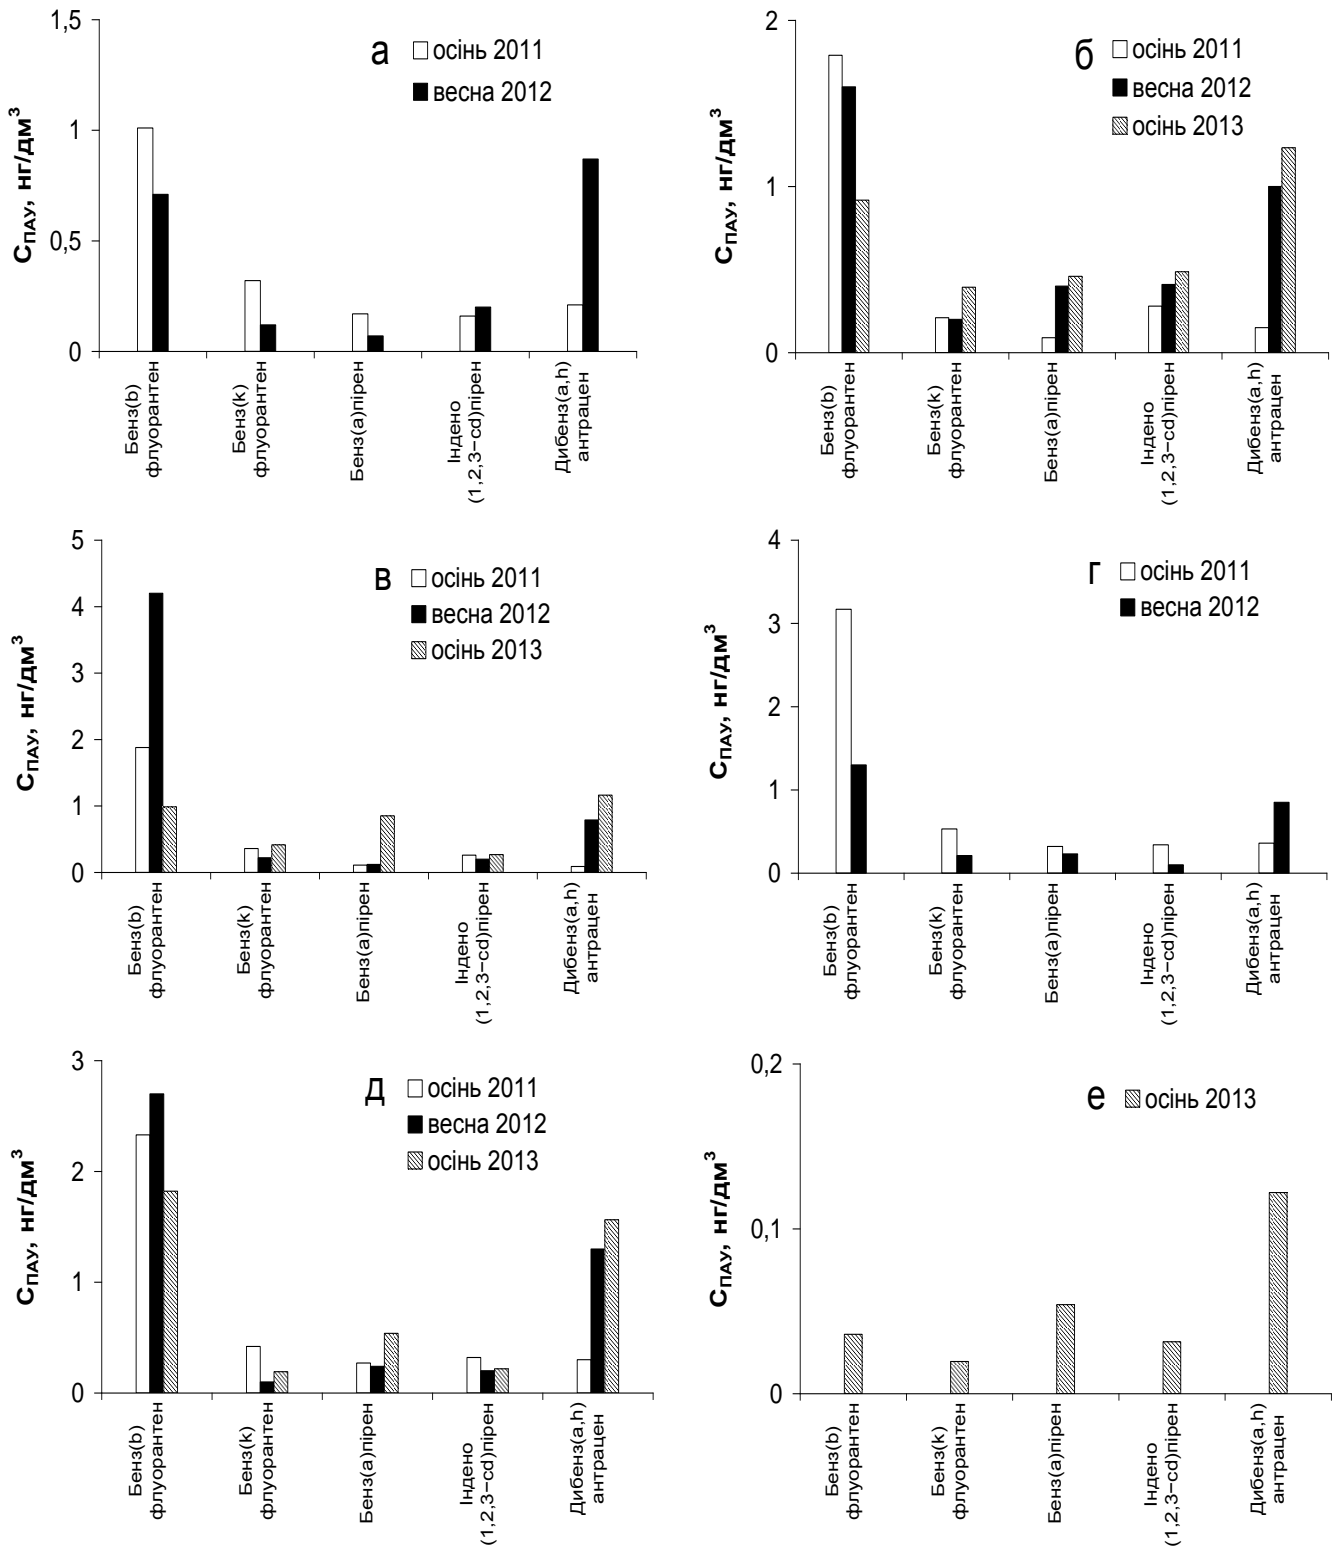 1,5
1
0,5
0
C_ПАУ, нг/дм³
а
осінь 2011
весна 2012
Бенз(b)
флуорантен
Бенз(k)
флуорантен
Бенз(a)пірен
Індено
(1,2,3−cd)пірен
Дибенз(a,h)
антрацен
2
1
0
C_ПАУ, нг/дм³
б
осінь 2011
весна 2012
осінь 2013
Бенз(b)
флуорантен
Бенз(k)
флуорантен
Бенз(a)пірен
Індено
(1,2,3−cd)пірен
Дибенз(a,h)
антрацен
5
4
3
2
1
0
C_ПАУ, нг/дм³
в
осінь 2011
весна 2012
осінь 2013
Бенз(b)
флуорантен
Бенз(k)
флуорантен
Бенз(a)пірен
Індено
(1,2,3−cd)пірен
Дибенз(a,h)
антрацен
4
3
2
1
0
C_ПАУ, нг/дм³
г
осінь 2011
весна 2012
Бенз(b)
флуорантен
Бенз(k)
флуорантен
Бенз(a)пірен
Індено
(1,2,3−cd)пірен
Дибенз(a,h)
антрацен
3
2
1
0
C_ПАУ, нг/дм³
д
осінь 2011
весна 2012
осінь 2013
Бенз(b)
флуорантен
Бенз(k)
флуорантен
Бенз(a)пірен
Індено
(1,2,3−cd)пірен
Дибенз(a,h)
антрацен
0,2
0,1
0
C_ПАУ, нг/дм³
е
осінь 2013
Бенз(b)
флуорантен
Бенз(k)
флуорантен
Бенз(a)пірен
Індено
(1,2,3−cd)пірен
Дибенз(a,h)
антрацен